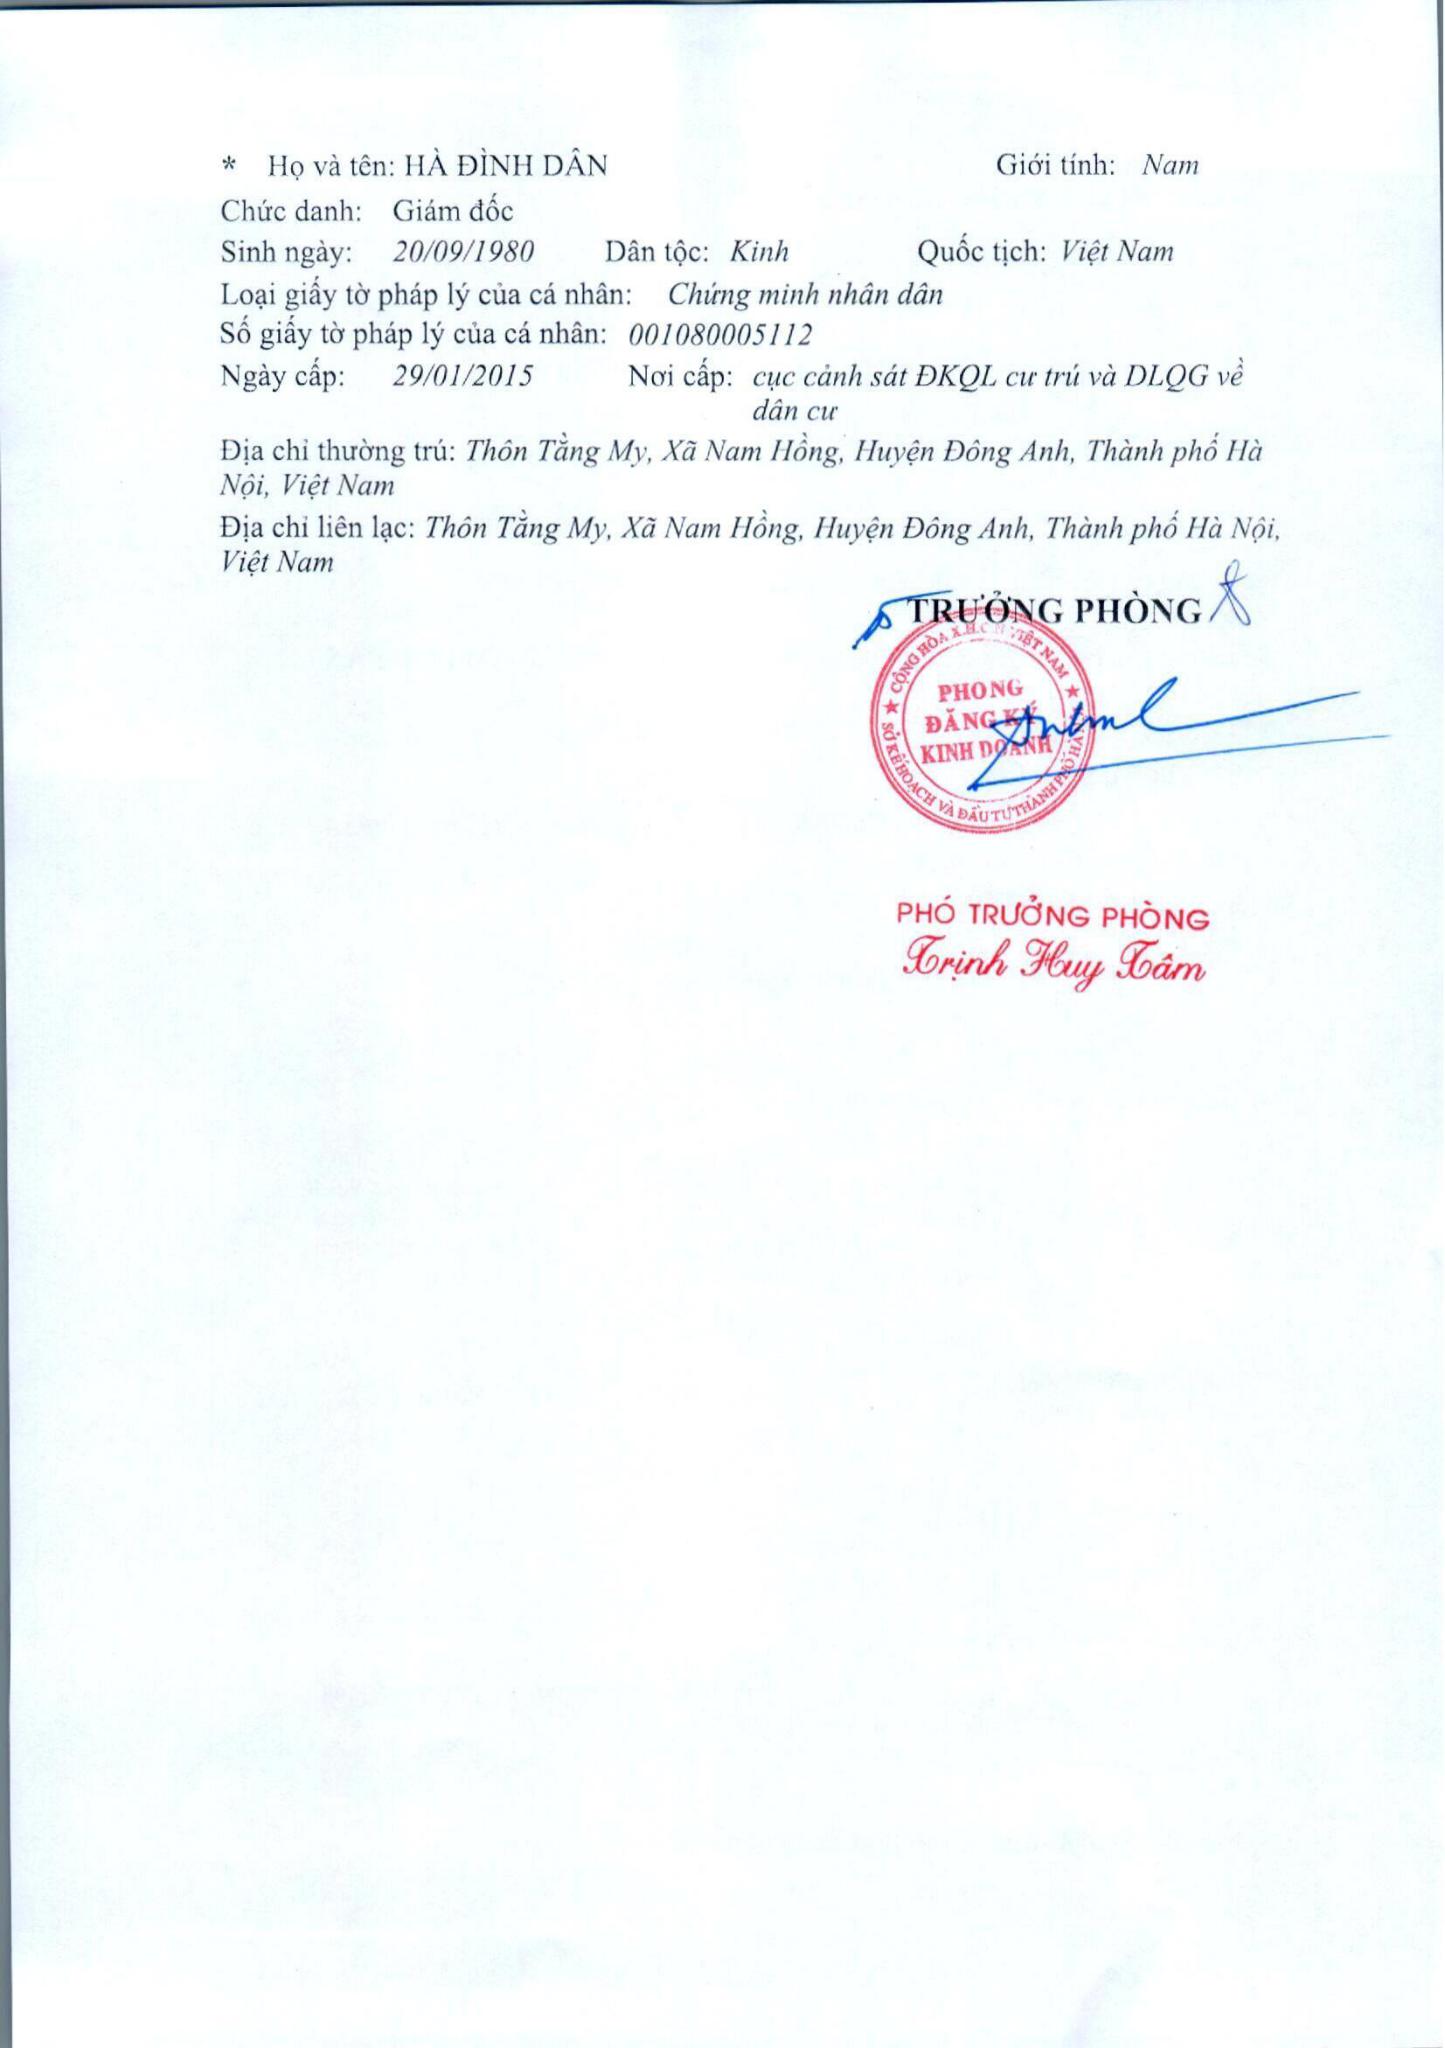 * Họ và tên: HÀ ĐÌNH DÂN Giới tính: Nam
Chức danh: Giám đốc
Sinh ngày: 20/09/1980 Dân tộc: Kinh Quốc tịch: Việt Nam
Loại giấy tờ pháp lý của cá nhân: Chứng minh nhân dân
Số giấy tờ pháp lý của cá nhân: 001080005112
Ngày cấp: 29/01/2015 Nơi cấp: cục cảnh sát ĐKQL cư trú và DLQG về
dân cư
Địa chỉ thường trú: Thôn Tằng My, Xã Nam Hồng, Huyện Đông Anh, Thành phố Hà
Nội, Việt Nam
Địa chỉ liên lạc: Thôn Tằng My, Xã Nam Hồng, Huyện Đông Anh, Thành phố Hà Nội,
Việt Nam
TRƯỞNG PHÒNG
CỘNG HÒA X.H.C.N VIỆT NAM
PHONG
ĐĂNG KÝ
KINH DOANH
SỞ KẾ HOẠCH VÀ ĐẦU TƯ THÀNH PHỐ HÀ
PHÓ TRƯỞNG PHÒNG
Trịnh Huy Tâm